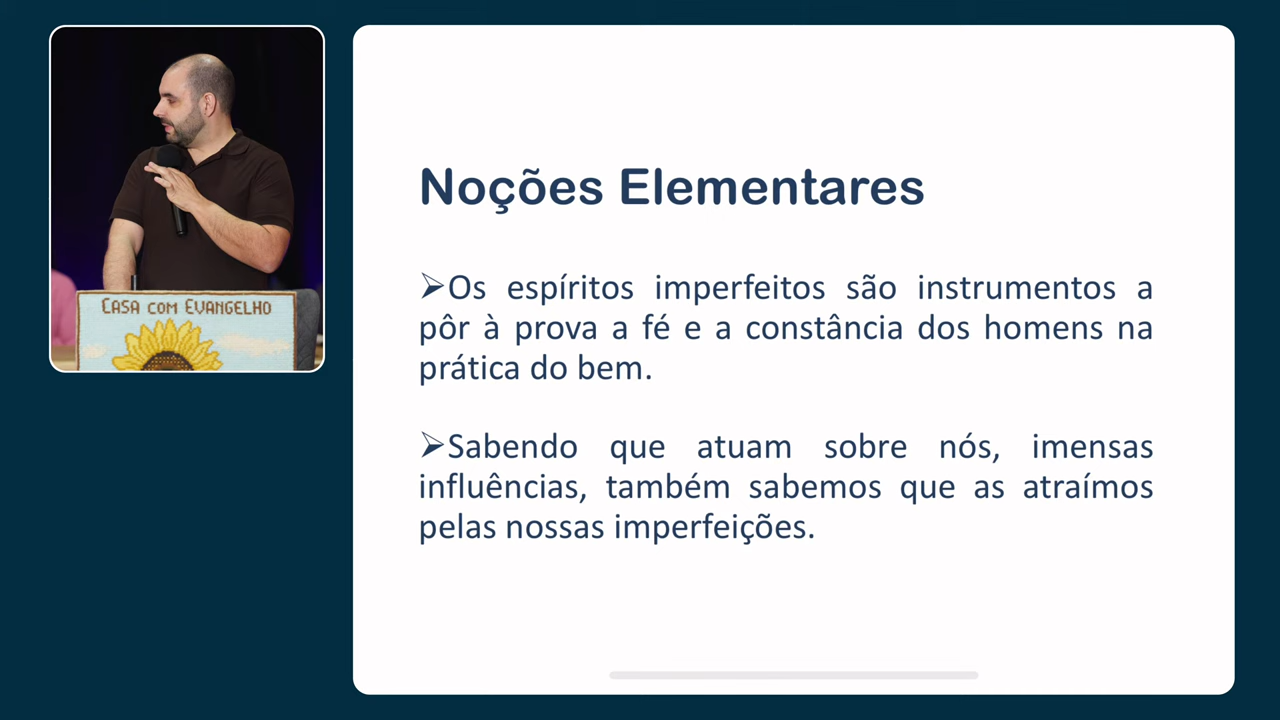 CASA COM EVANGELHO
Noções Elementares
➢Os espíritos imperfeitos são instrumentos a
pôr à prova a fé e a constância dos homens na
prática do bem.
➢Sabendo que atuam sobre nós, imensas
influências, também sabemos que as atraímos
pelas nossas imperfeições.